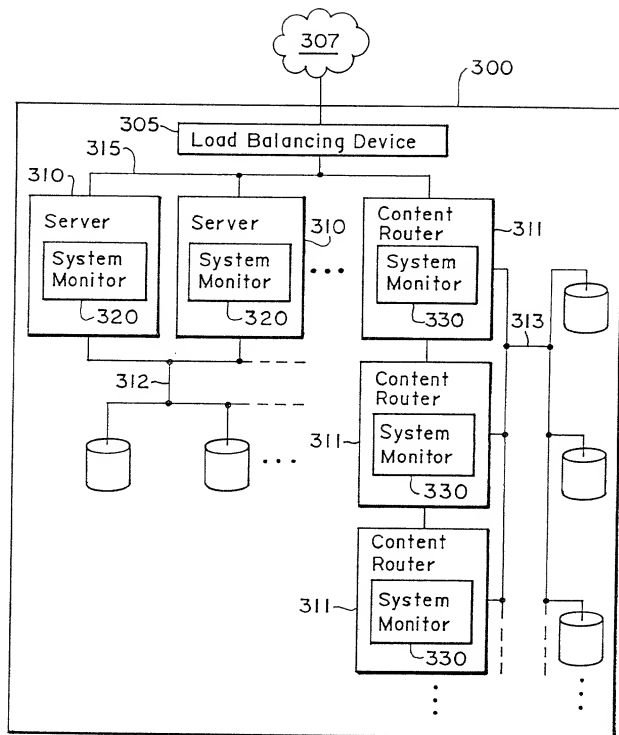 307
300
305
Load Balancing Device
315
310
Server
System
Monitor
320
Server
310
System
Monitor
320
Content
Router
311
System
Monitor
330
313
312
Content
Router
311
System
Monitor
330
Content
Router
311
System
Monitor
330